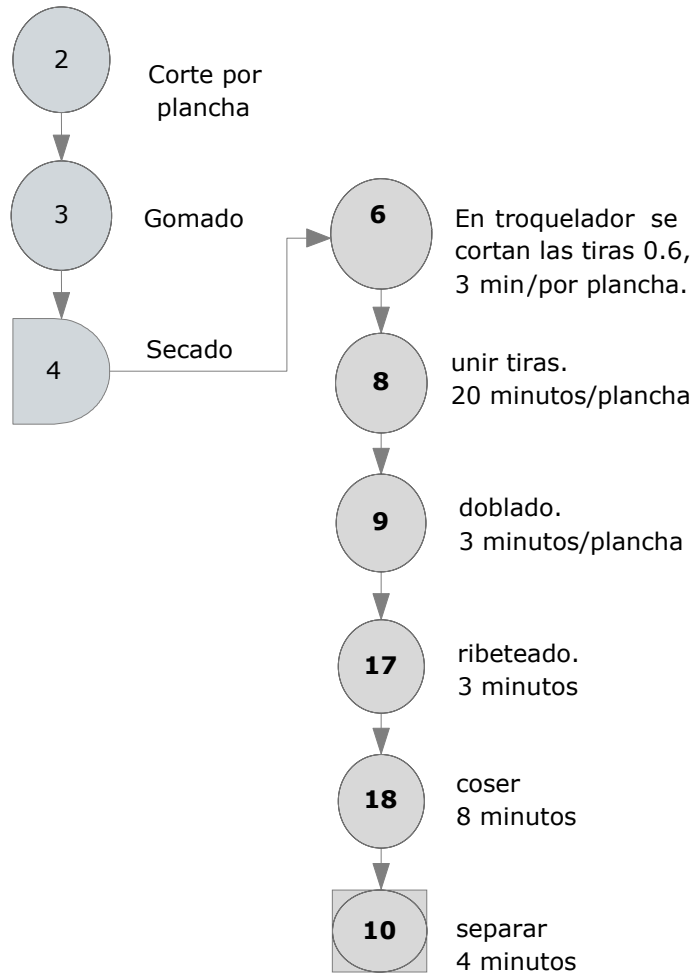 2
Corte por
plancha
3
Gomado
4
Secado
6
En troquelador se
cortan las tiras 0.6,
3 min/por plancha.
8
unir tiras.
20 minutos/plancha
9
doblado.
3 minutos/plancha
17
ribeteado.
3 minutos
18
coser
8 minutos
10
separar
4 minutos